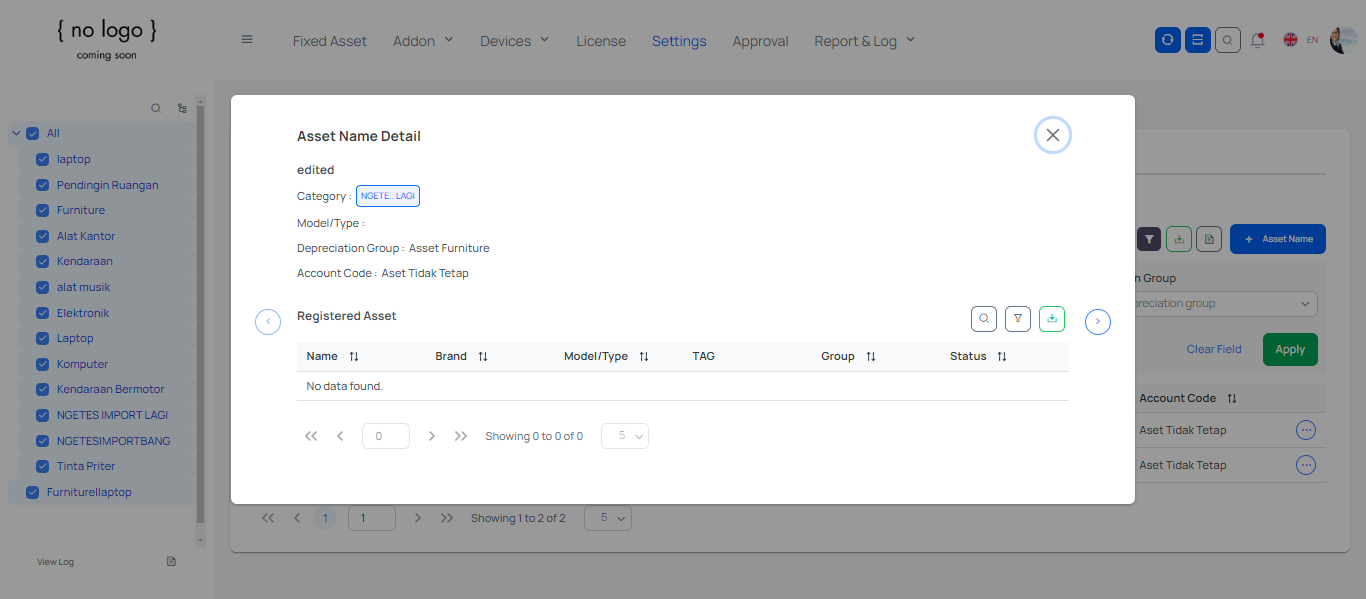 { no logo }
coming soon
Fixed Asset
Addon
Devices
License
Settings
Approval
Report & Log
EN
All
laptop
Pendingin Ruangan
Furniture
Alat Kantor
Kendaraan
alat musik
Elektronik
Laptop
Komputer
Kendaraan Bermotor
NGETES IMPORT LAGI
NGETESIMPORTBANG
Tinta Priter
Furniturellaptop
View Log
Asset Name Detail
edited
Category : NGETE.. LAGI
Model/Type :
Depreciation Group : Asset Furniture
Account Code : Aset Tidak Tetap
Registered Asset
Name Brand Model/Type TAG Group Status
No data found.
0 Showing 0 to 0 of 0 5
+ Asset Name
n Group
preciation group
Clear Field Apply
Account Code
Aset Tidak Tetap
Aset Tidak Tetap
1 1 Showing 1 to 2 of 2 5